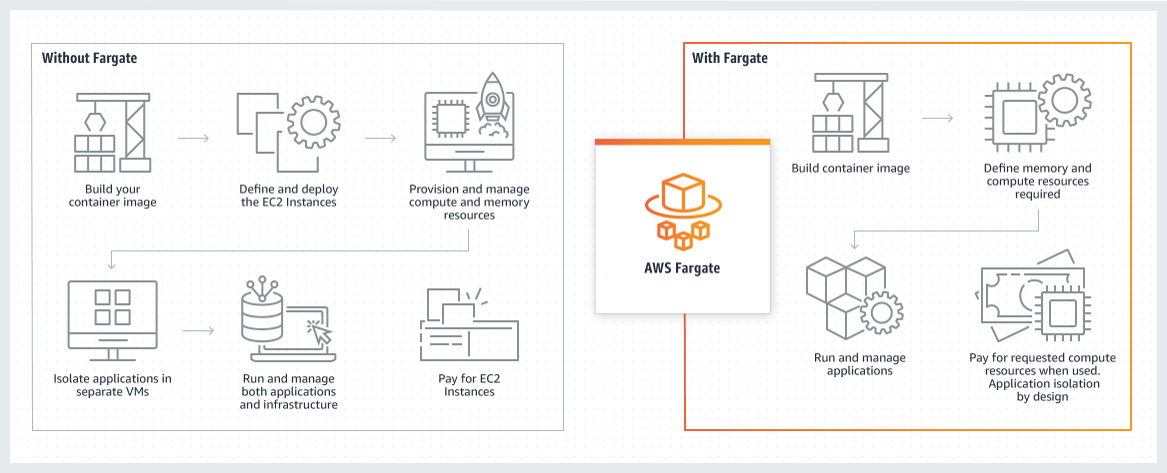 Without Fargate
Build your
container image
Define and deploy
the EC2 Instances
Provision and manage
compute and memory
resources
Isolate applications in
separate VMs
Run and manage
both applications
and infrastructure
Pay for EC2
Instances
AWS Fargate
With Fargate
Build container image
Define memory and
compute resources
required
Run and manage
applications
Pay for requested compute
resources when used.
Application isolation
by design